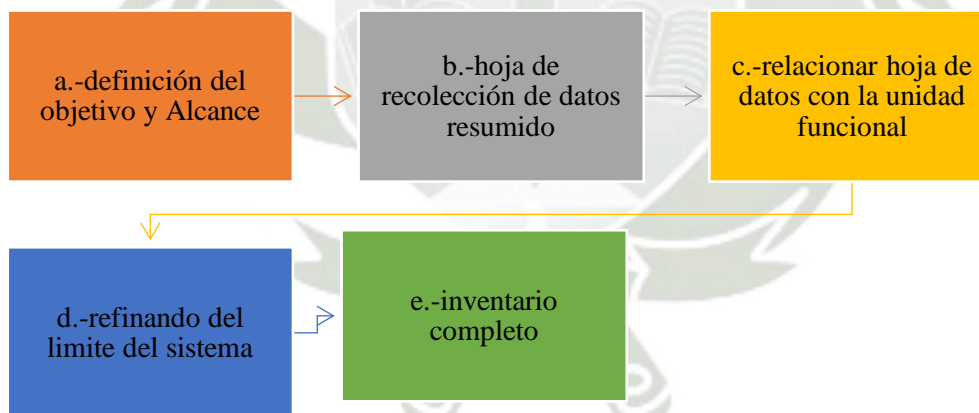 a.-definición del
objetivo y Alcance
b.-hoja de
recolección de datos
resumido
c.-relacionar hoja de
datos con la unidad
funcional
d.-refinando del
limite del sistema
e.-inventario
completo